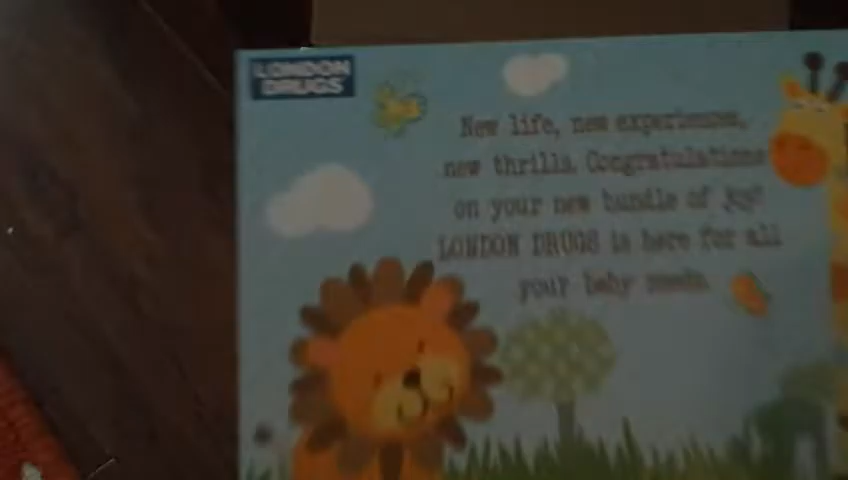 LONDON
DRUGS
New life, new experiences,
new thrills. Congratulations
on your new bundle of joy!
LONDON DRUGS is here for all
your baby needs.